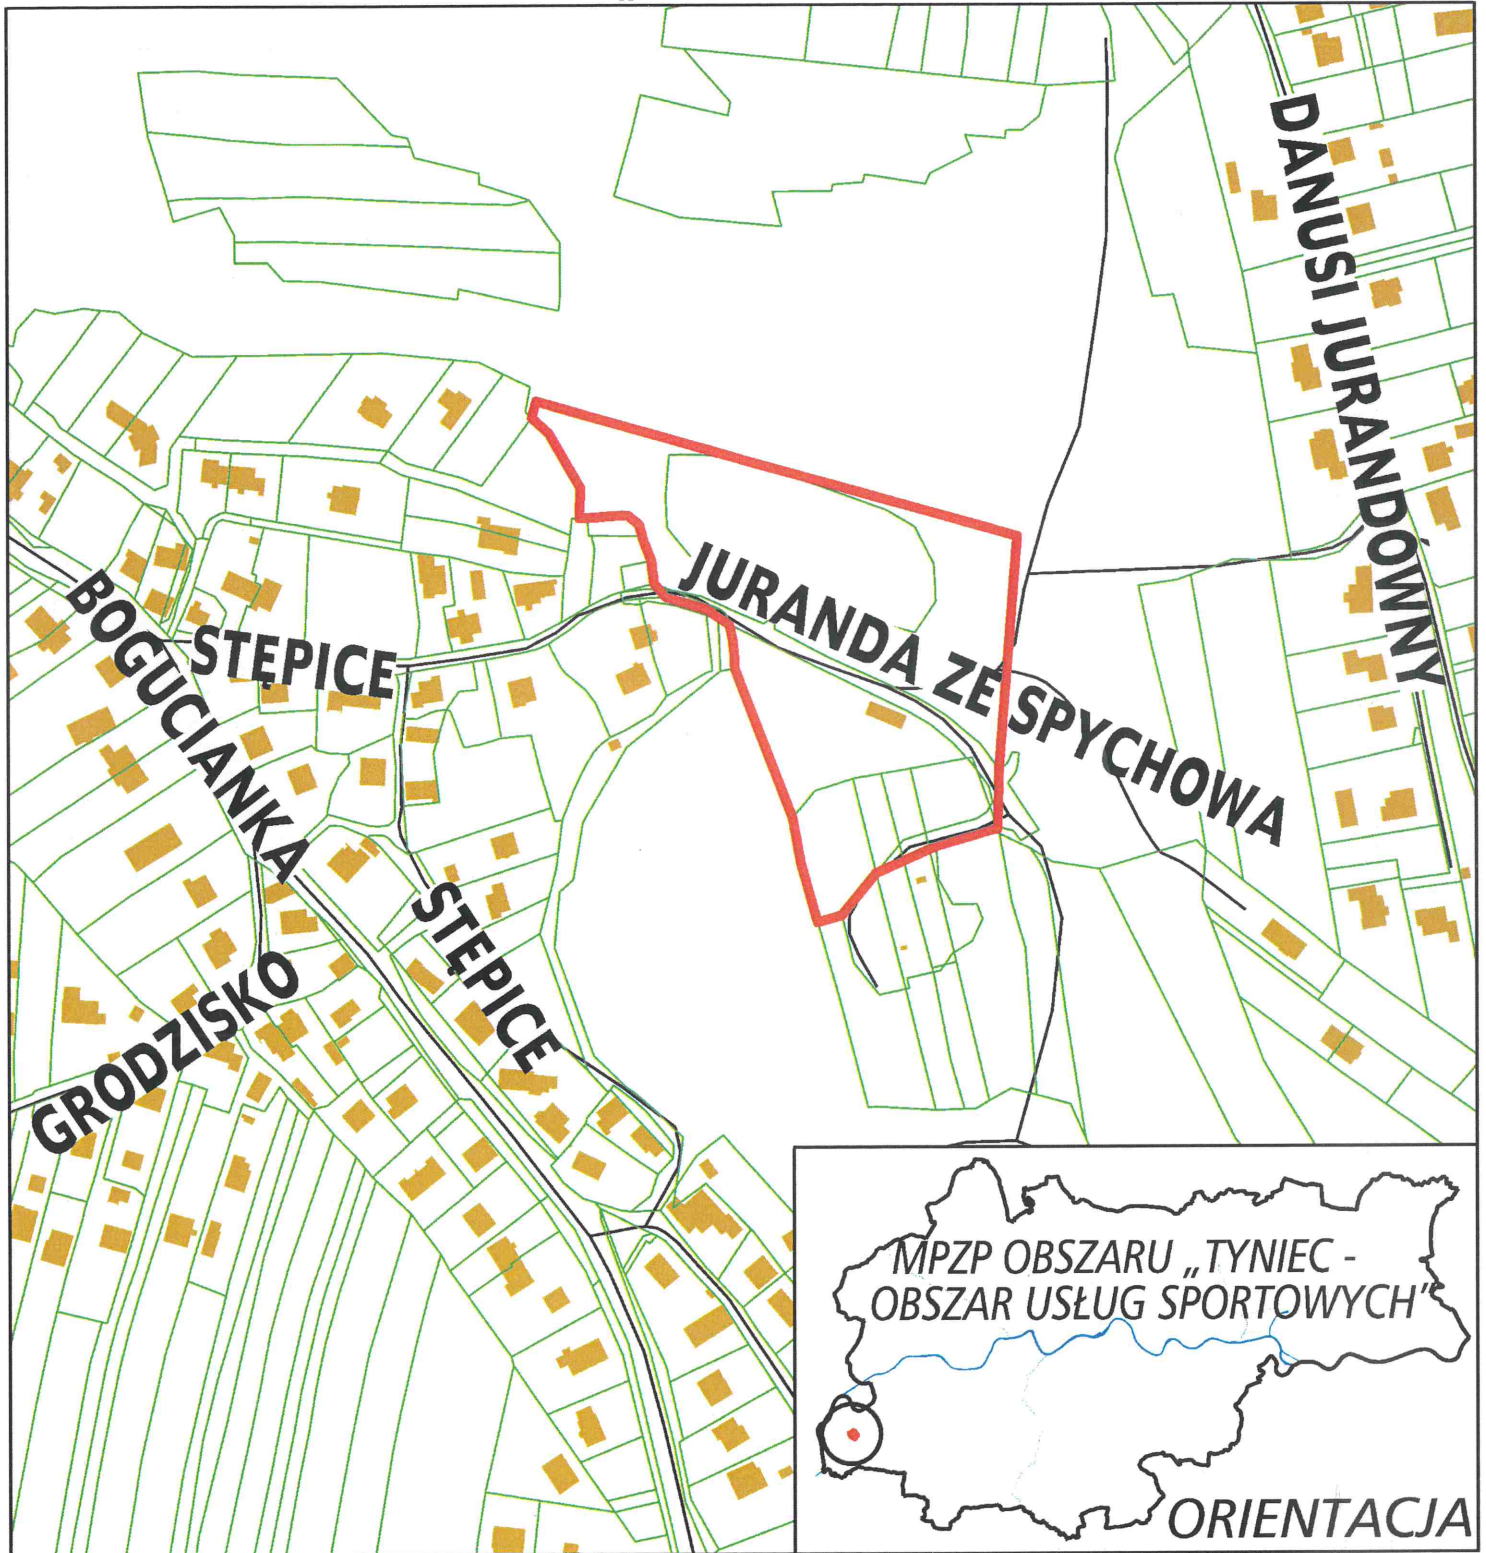 DANUSI JURANDÓWNY
JURANDA ZE SPYCHOWA
BOGUCIANKA
STĘPICE
STĘPICE
GRODZISKO
MPZP OBSZARU „TYNIEC -
OBSZAR USŁUG SPORTOWYCH”
ORIENTACJA